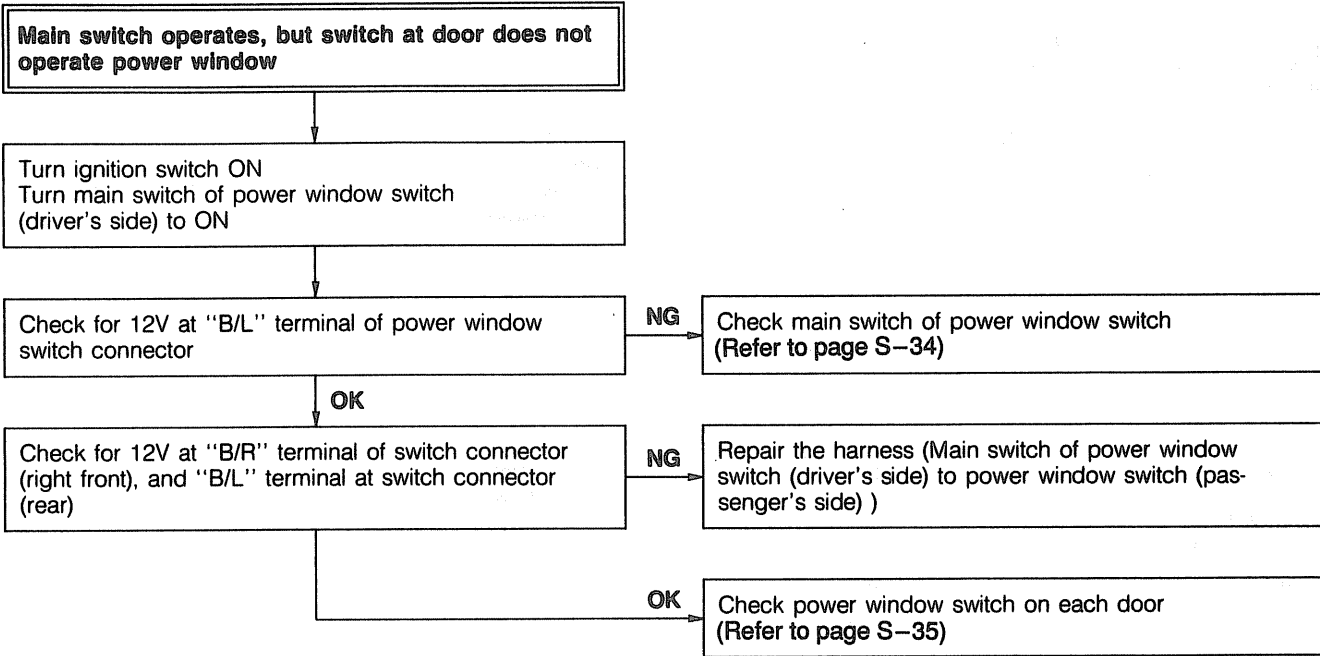 Main switch operates, but switch at door does not
operate power window
Turn ignition switch ON
Turn main switch of power window switch
(driver's side) to ON
Check for 12V at "B/L" terminal of power window
switch connector
NG
Check main switch of power window switch
(Refer to page S-34)
OK
Check for 12V at "B/R" terminal of switch connector
(right front), and "B/L" terminal at switch connector
(rear)
NG
Repair the harness (Main switch of power window
switch (driver's side) to power window switch (pas-
senger's side) )
OK
Check power window switch on each door
(Refer to page S-35)